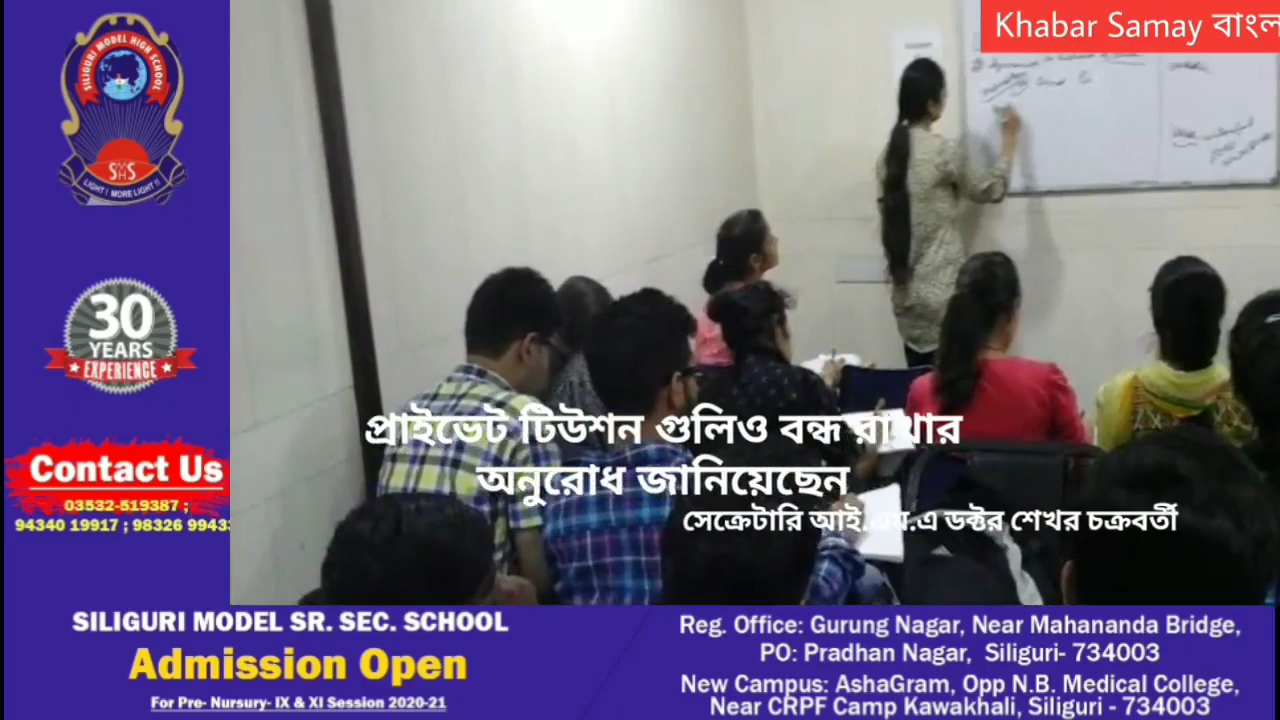 Khabar Samay বাংল
SILIGURI MODEL HIGH SCHOOL
SMHS
LIGHT! MORE LIGHT!!
30
YEARS
EXPERIENCE
Contact Us
03532-519387 ;
94340 19917 ; 98326 9943
প্রাইভেট টিউশন গুলিও বন্ধ রাখার
অনুরোধ জানিয়েছেন
সেক্রেটারি আই.এম.এ ডক্টর শেখর চক্রবর্তী
SILIGURI MODEL SR. SEC. SCHOOL
Admission Open
For Pre- Nursury- IX & XI Session 2020-21
Reg. Office: Gurung Nagar, Near Mahananda Bridge,
PO: Pradhan Nagar, Siliguri- 734003
New Campus: AshaGram, Opp N.B. Medical College,
Near CRPF Camp Kawakhali, Siliguri - 734003